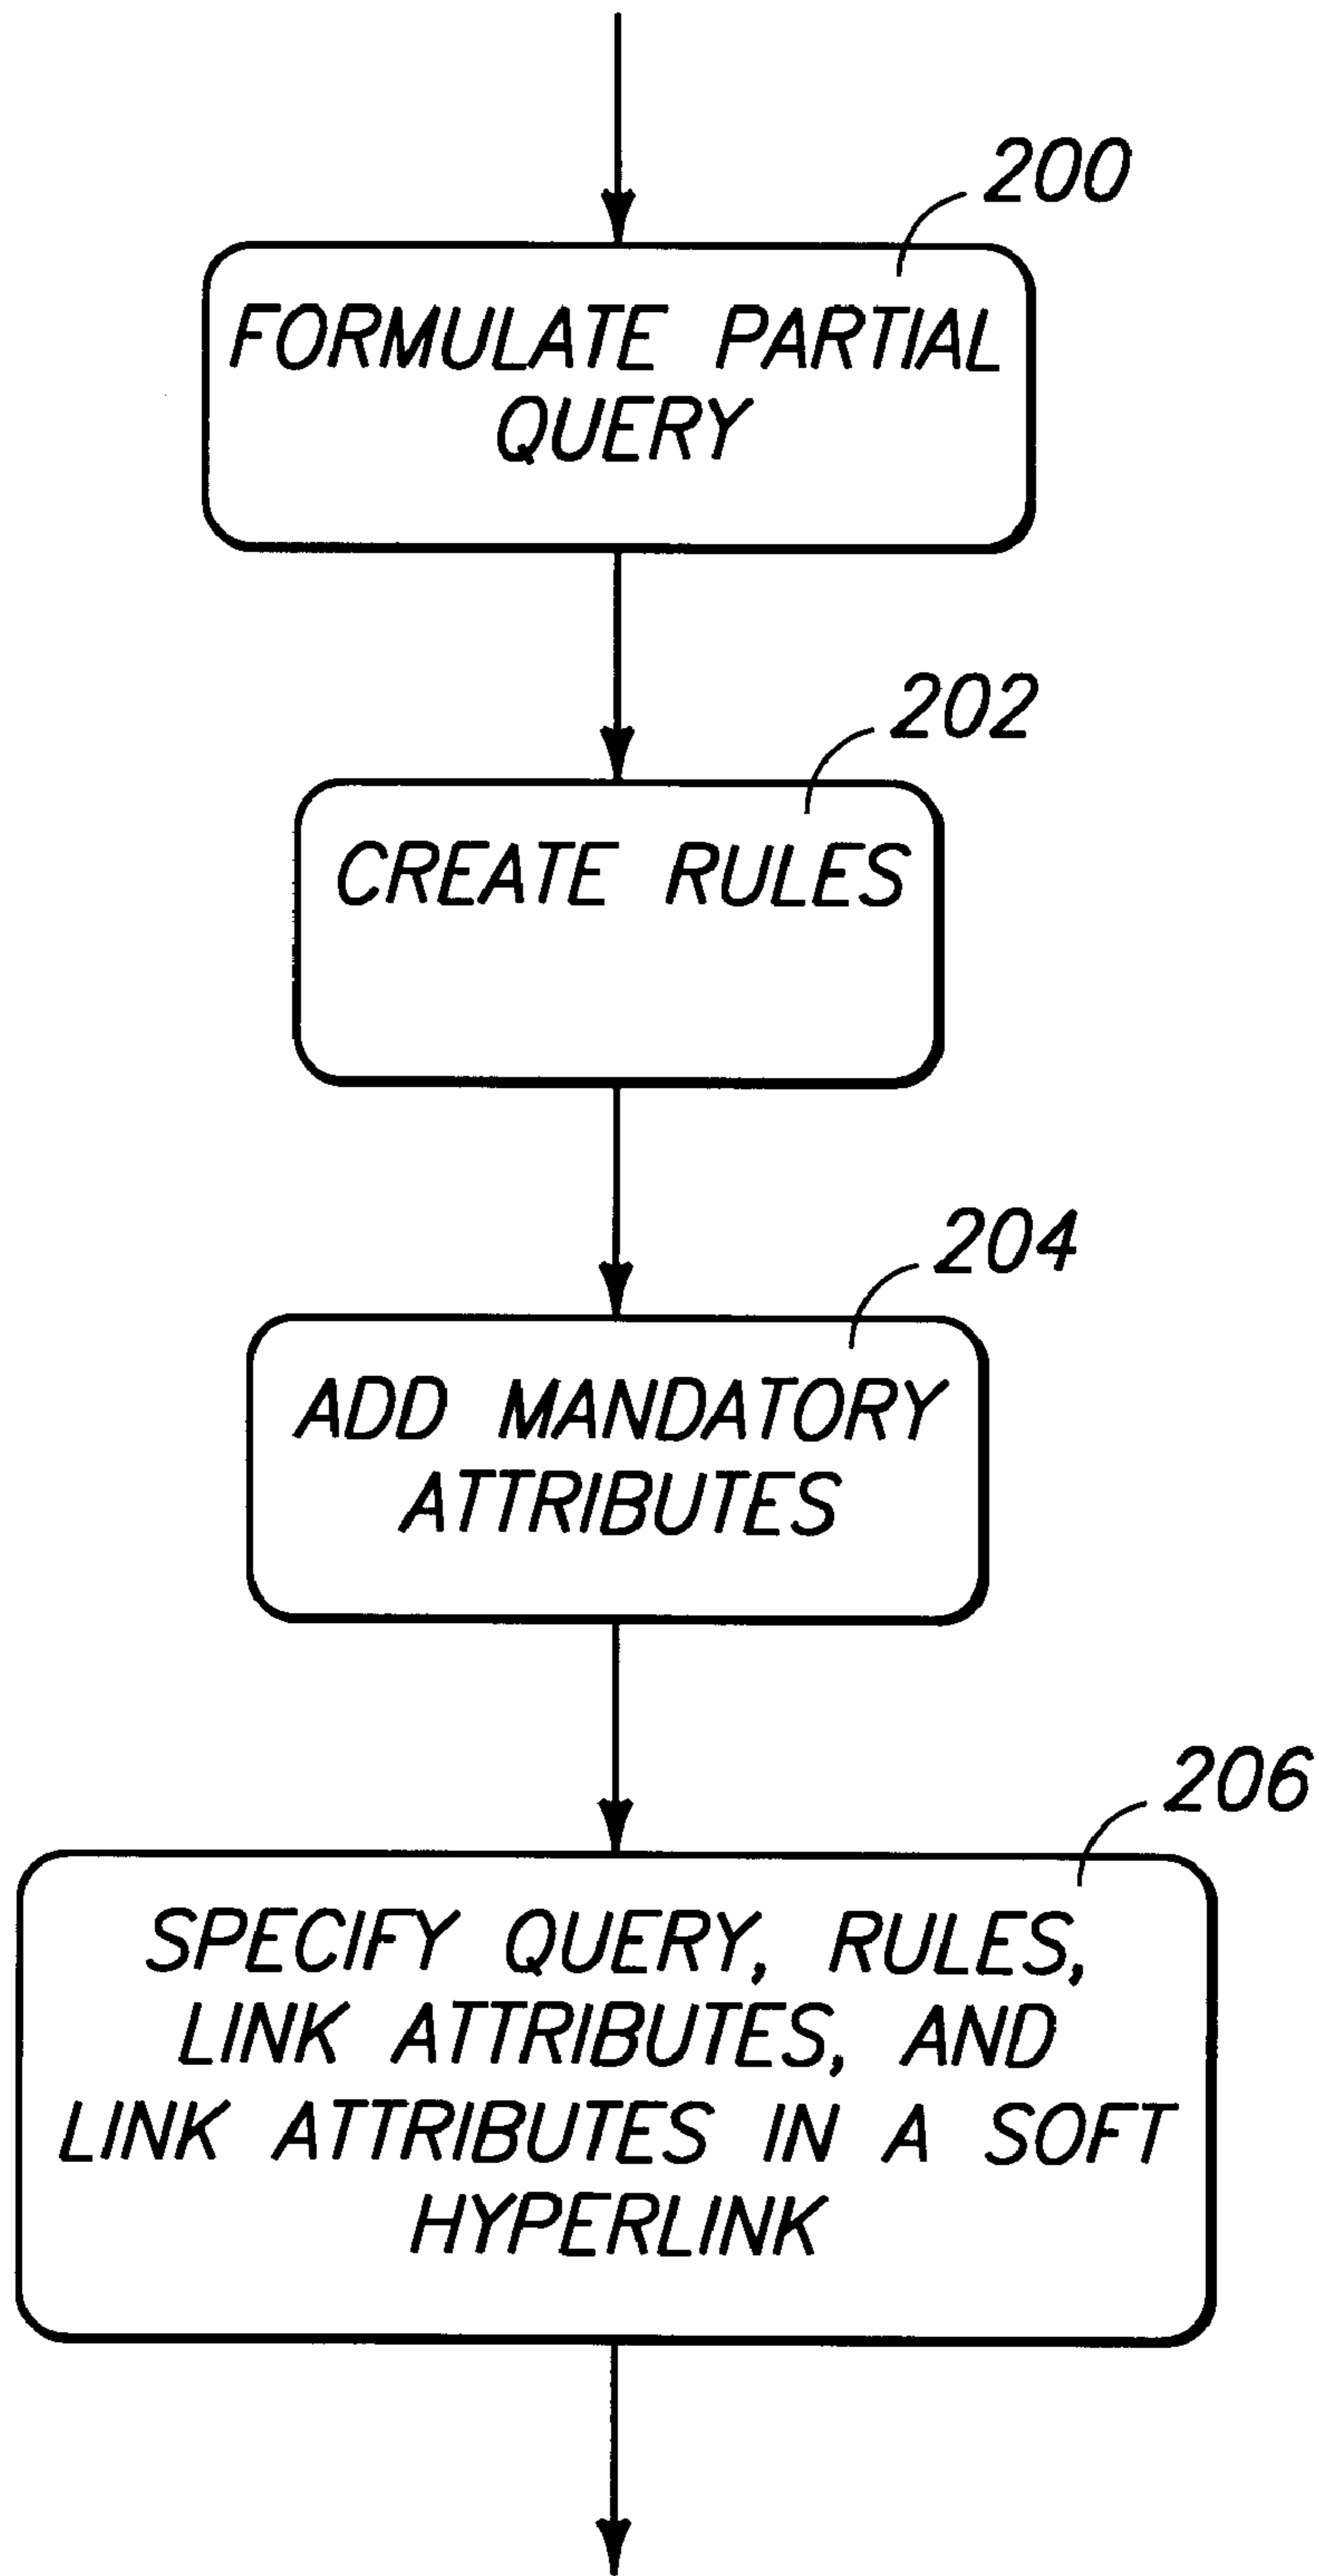 200
FORMULATE PARTIAL
QUERY
202
CREATE RULES
204
ADD MANDATORY
ATTRIBUTES
206
SPECIFY QUERY, RULES,
LINK ATTRIBUTES, AND
LINK ATTRIBUTES IN A SOFT
HYPERLINK